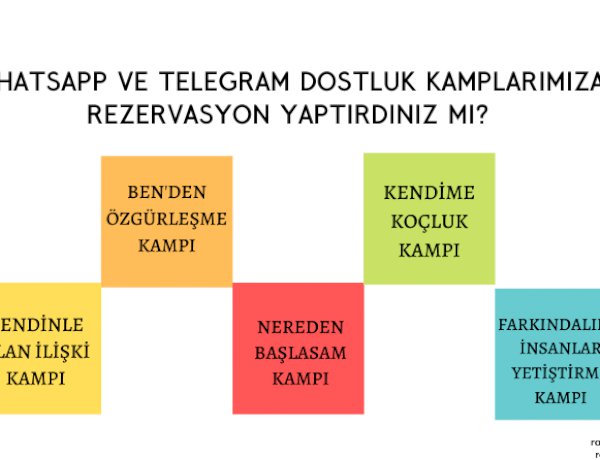 HATSAPP VE TELEGRAM DOSTLUK KAMPLARIMIZA
REZERVASYON YAPTIRDINIZ MI?
BEN'DEN
ÖZGÜRLEŞME
KAMPI
KENDİME
KOÇLUK
KAMPI
ENDİNLE
LAN İLİŞKİ
KAMPI
NEREDEN
BAŞLASAM
KAMPI
FARKINDALI
İNSANLAR
YETİŞTİRM
KAMPI